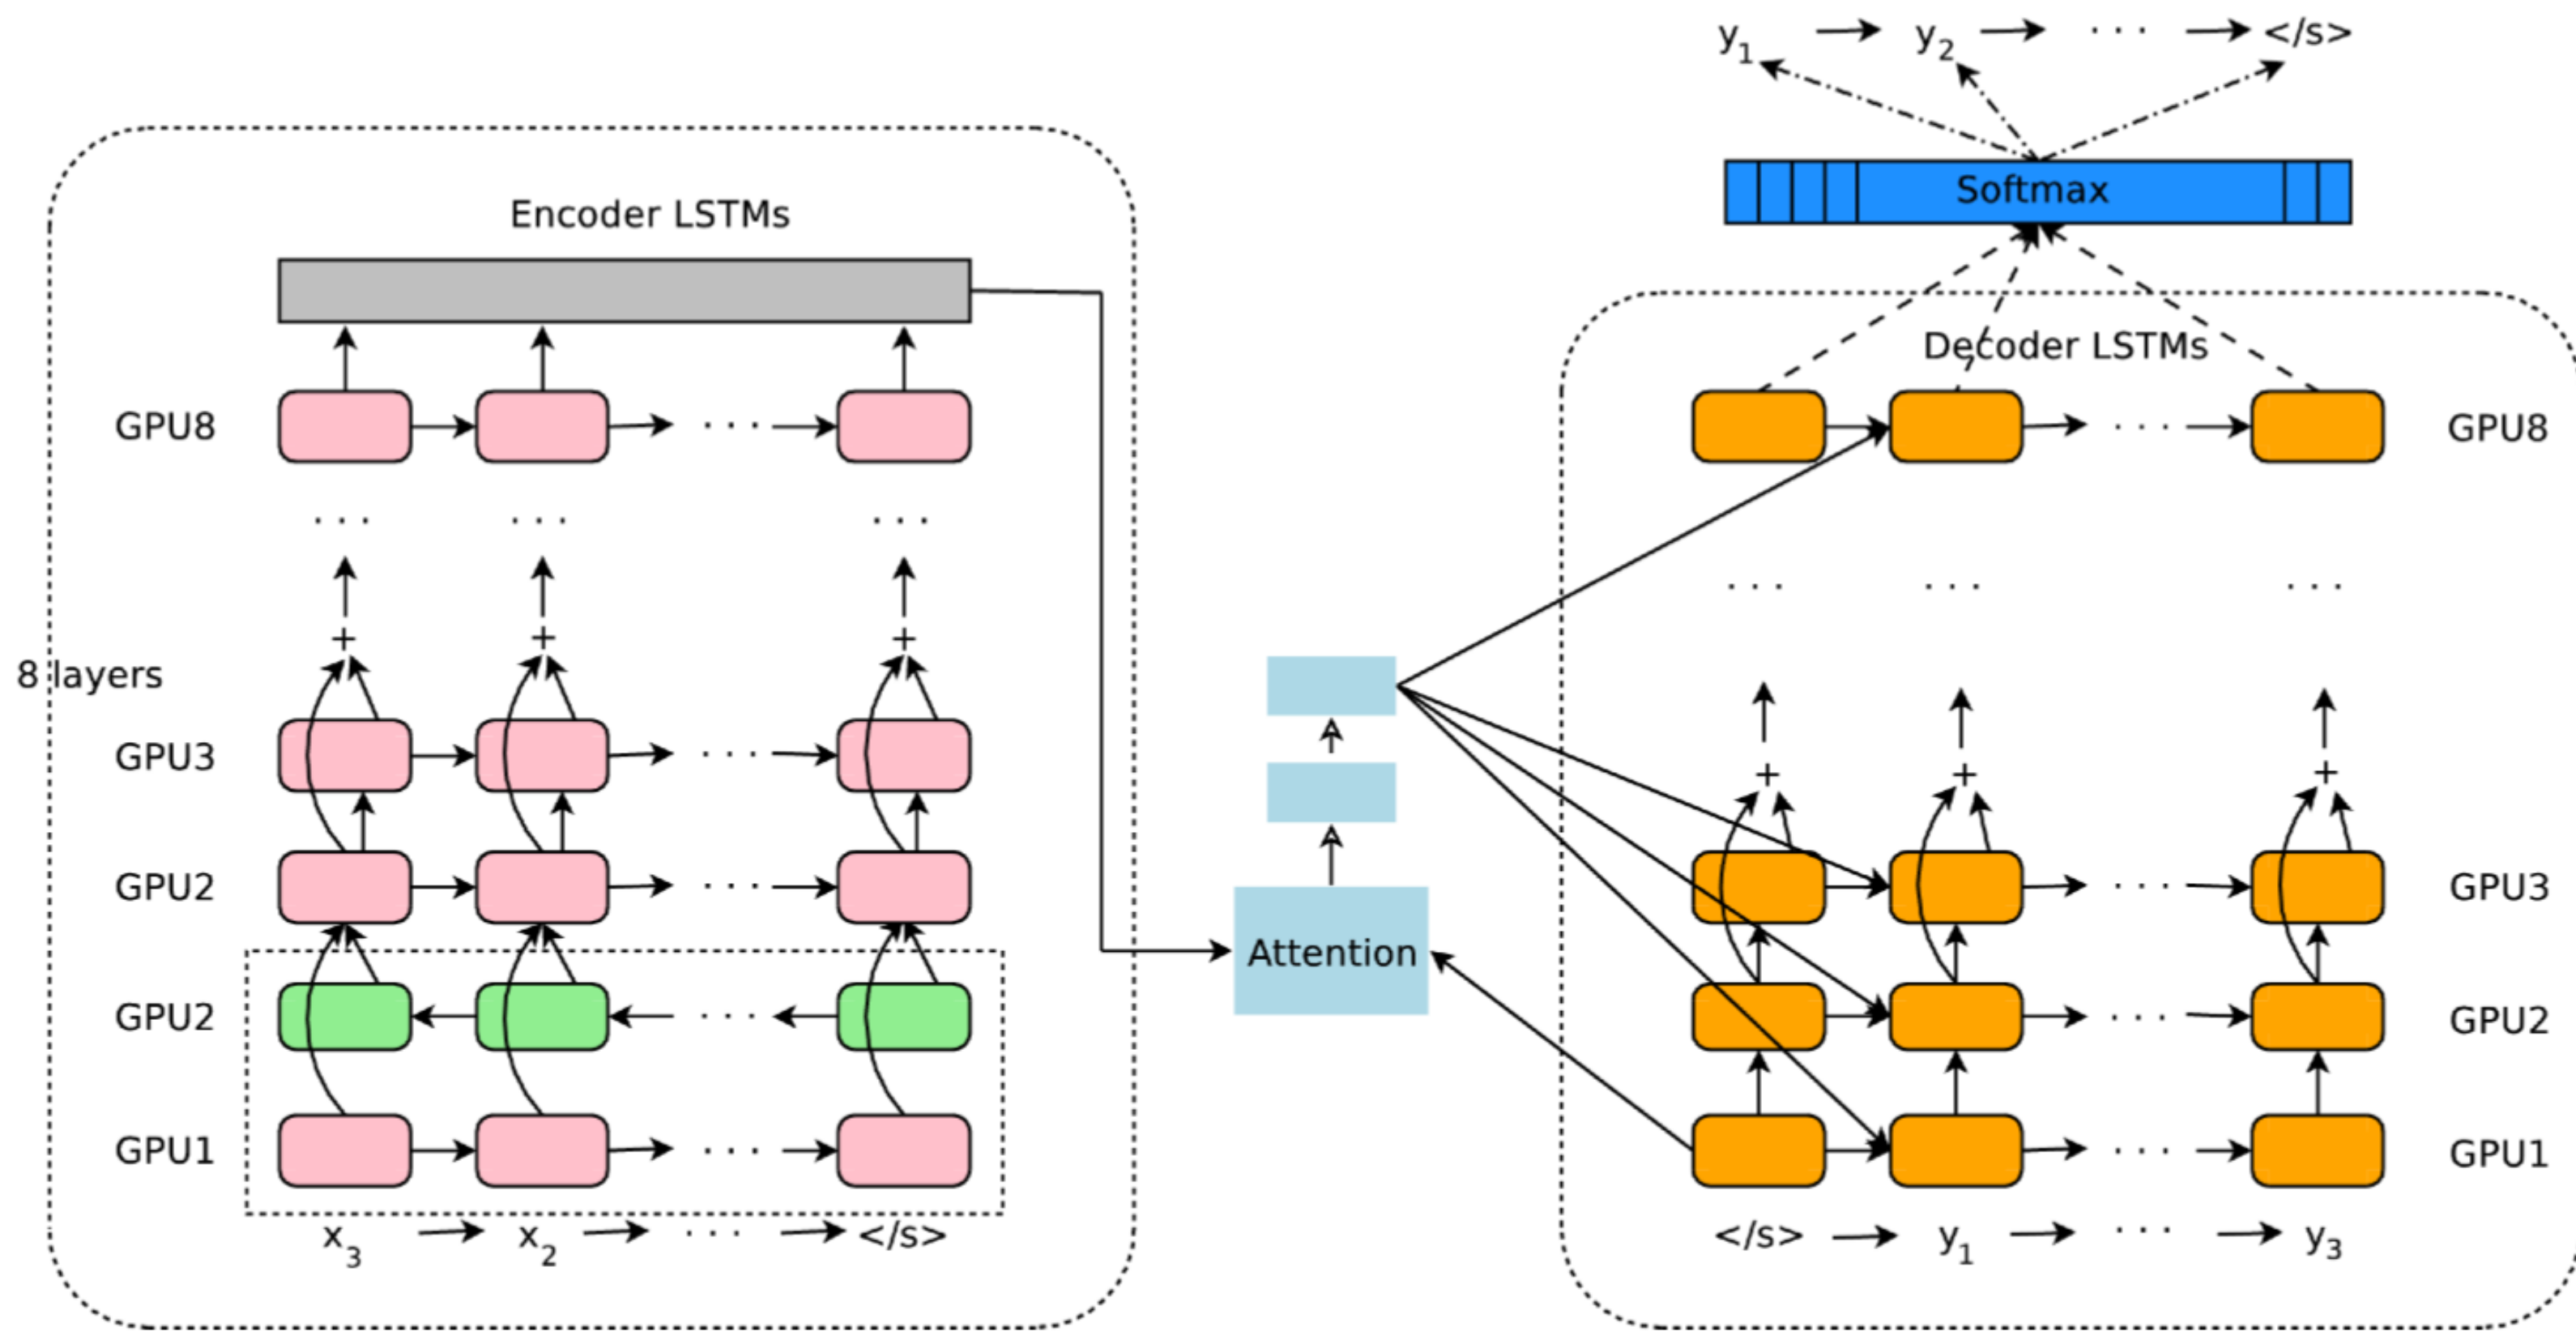 y1 y2 ... </s>
Softmax
Encoder LSTMs
Decoder LSTMs
GPU8 ... GPU8
... ... ... ... ... ...
+ + +
8 layers
GPU3 ...
+ + +
GPU2 ... Attention ... GPU3
GPU2 ... ... GPU2
GPU1 ... ... GPU1
x3 x2 ... </s>
</s> y1 ... y3